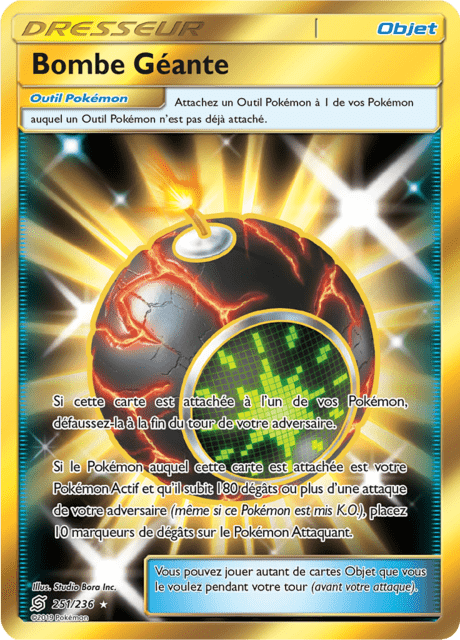 DRESSEUR
Objet
Bombe Géante
Outil Pokémon
Attachez un Outil Pokémon à 1 de vos Pokémon
auquel un Outil Pokémon n'est pas déjà attaché.
Si cette carte est attachée à l'un de vos Pokémon,
défaussez-la à la fin du tour de votre adversaire.
Si le Pokémon auquel cette carte est attachée est votre
Pokémon Actif et qu'il subit 180 dégâts ou plus d'une attaque
de votre adversaire (même si ce Pokémon est mis K.O.), placez
10 marqueurs de dégâts sur le Pokémon Attaquant.
Vous pouvez jouer autant de cartes Objet que vous
le voulez pendant votre tour (avant votre attaque).
Illus. Studio Bora Inc.
251/236 ★
©2019 Pokémon